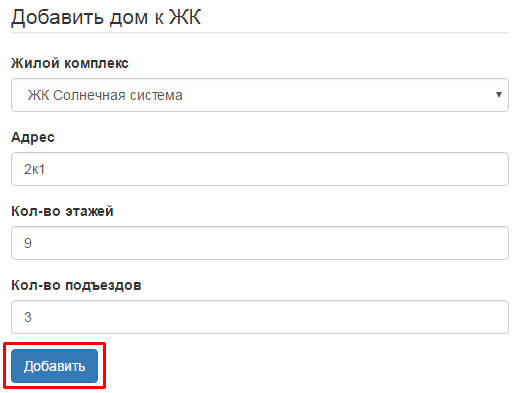 Добавить дом к ЖК
Жилой комплекс
ЖК Солнечная система
Адрес
2к1
Кол-во этажей
9
Кол-во подъездов
3
Добавить